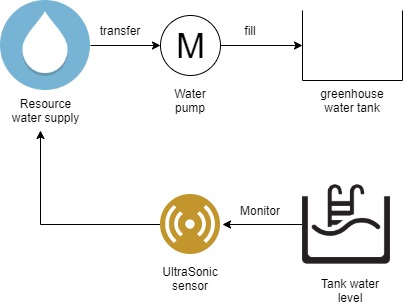 transfer
fill
M
Resource
water supply
Water
pump
greenhouse
water tank
Monitor
UltraSonic
sensor
Tank water
level